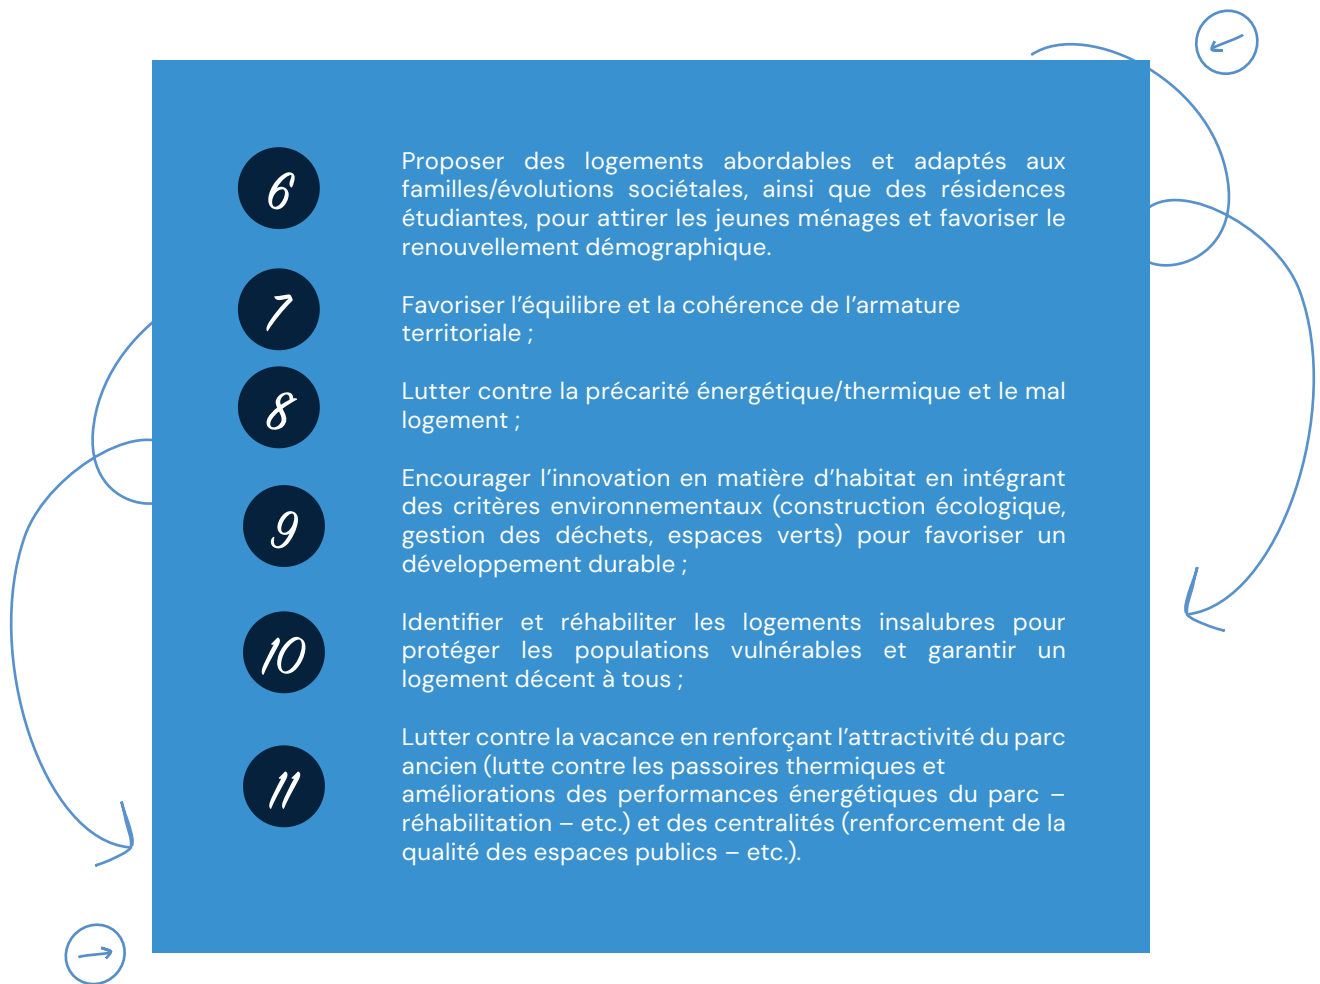 6
Proposer des logements abordables et adaptés aux
familles/évolutions sociétales, ainsi que des résidences
étudiantes, pour attirer les jeunes ménages et favoriser le
renouvellement démographique.
7
Favoriser l’équilibre et la cohérence de l’armature
territoriale ;
8
Lutter contre la précarité énergétique/thermique et le mal
logement ;
9
Encourager l’innovation en matière d’habitat en intégrant
des critères environnementaux (construction écologique,
gestion des déchets, espaces verts) pour favoriser un
développement durable ;
10
Identifier et réhabiliter les logements insalubres pour
protéger les populations vulnérables et garantir un
logement décent à tous ;
11
Lutter contre la vacance en renforçant l’attractivité du parc
ancien (lutte contre les passoires thermiques et
améliorations des performances énergétiques du parc –
réhabilitation – etc.) et des centralités (renforcement de la
qualité des espaces publics – etc.).